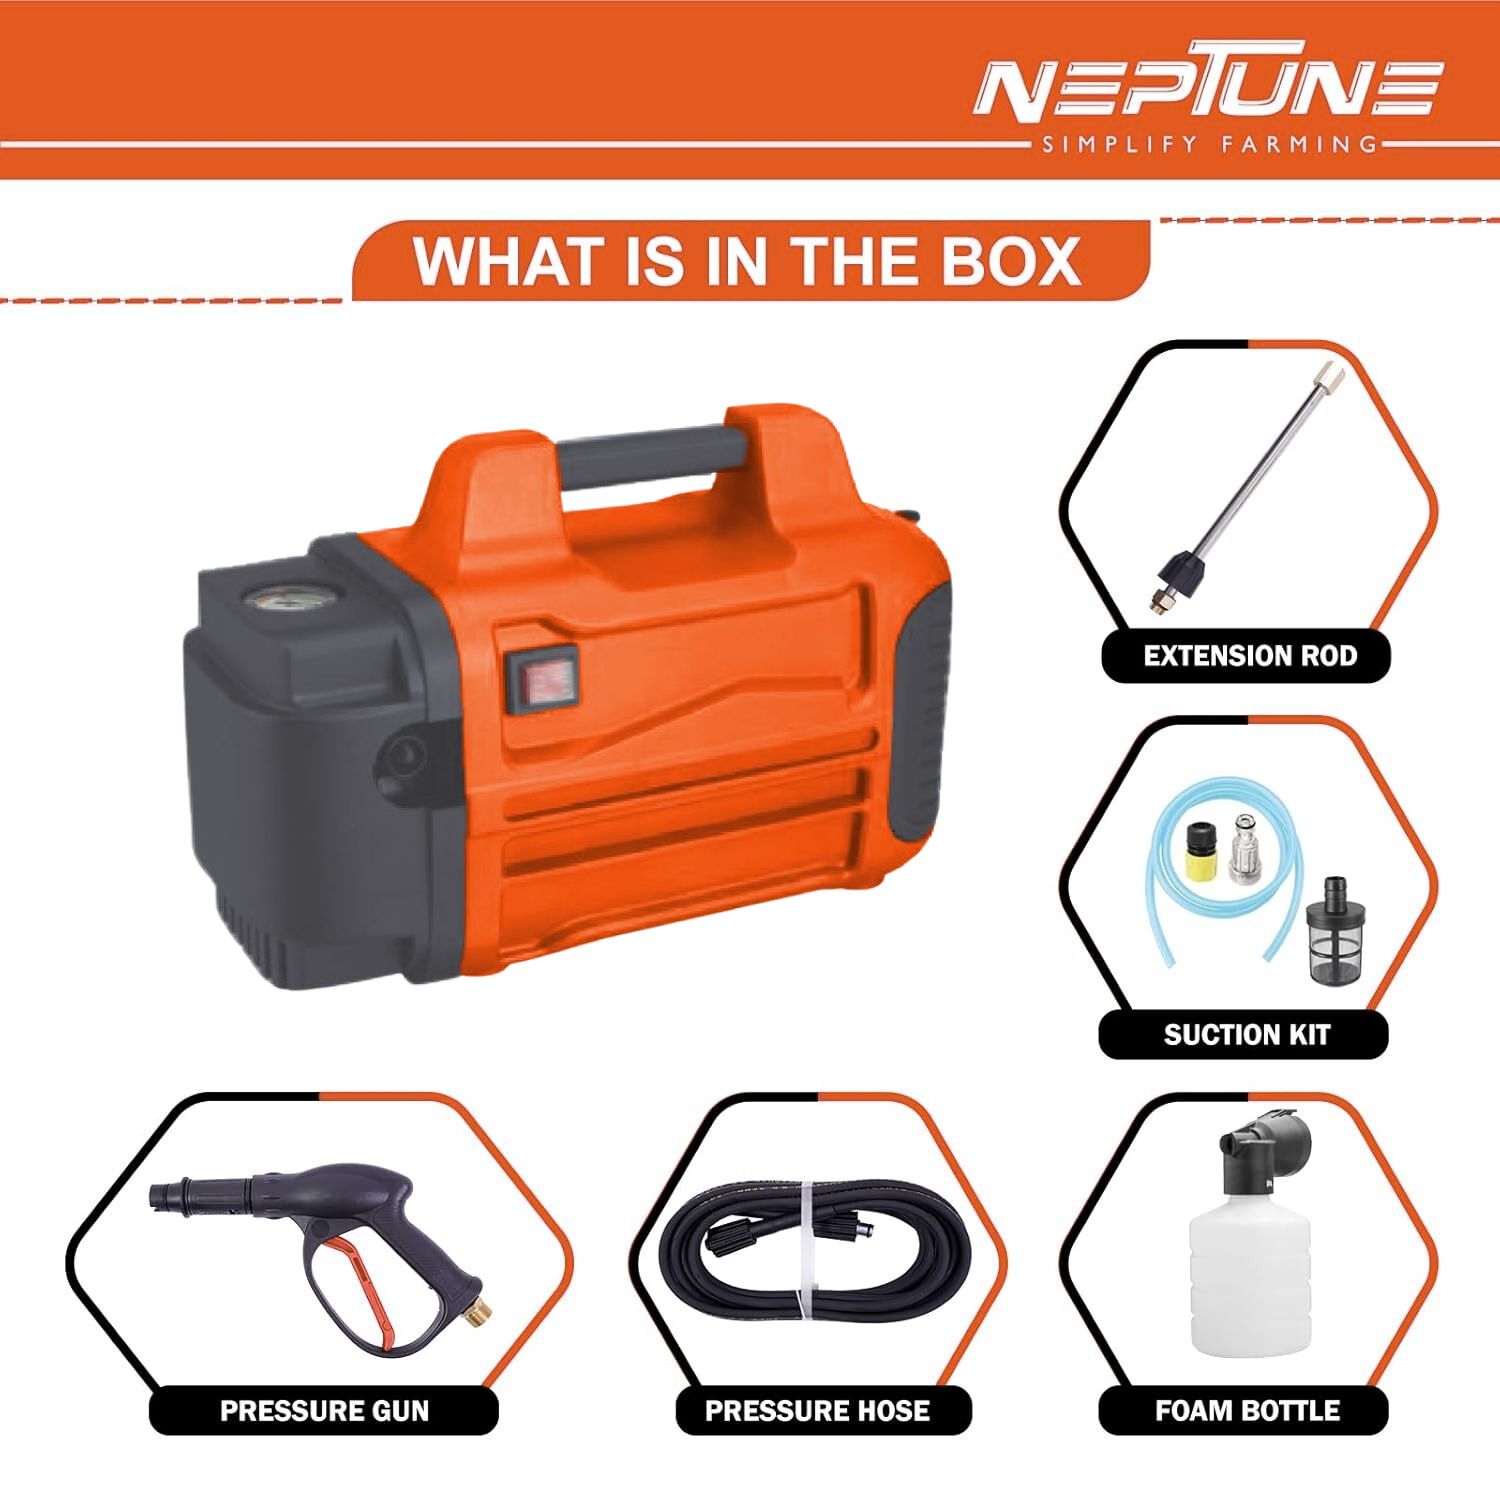 NEPTUNE
SIMPLIFY FARMING
WHAT IS IN THE BOX
EXTENSION ROD
SUCTION KIT
PRESSURE GUN
PRESSURE HOSE
FOAM BOTTLE